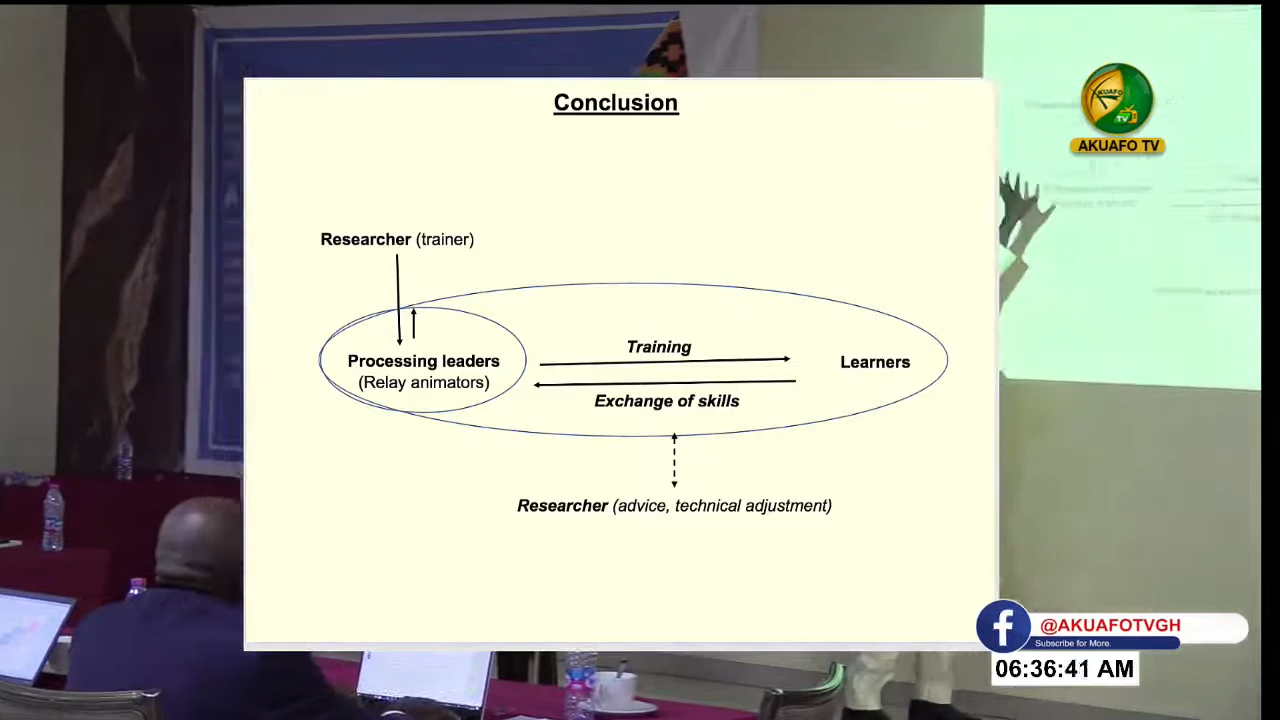 Conclusion
Researcher (trainer)
Processing leaders
(Relay animators)
Training
Exchange of skills
Learners
Researcher (advice, technical adjustment)
AKUAFO
TV
AKUAFO TV
@AKUAFOTVGH
Subscribe for More.
06:36:41 AM